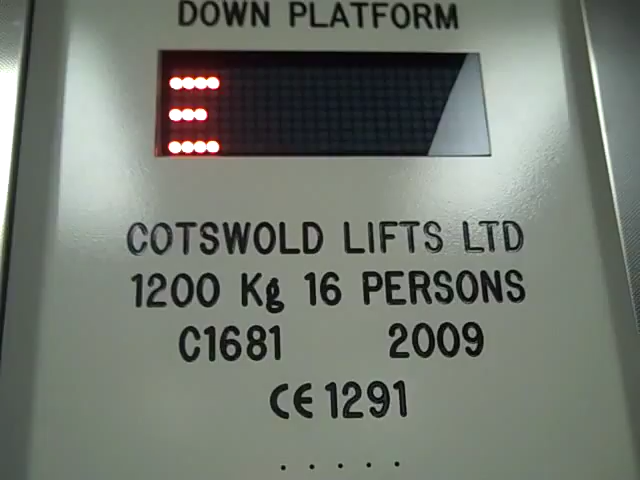 DOWN PLATFORM
COTSWOLD LIFTS LTD
1200 Kg 16 PERSONS
C1681 2009
CE 1291